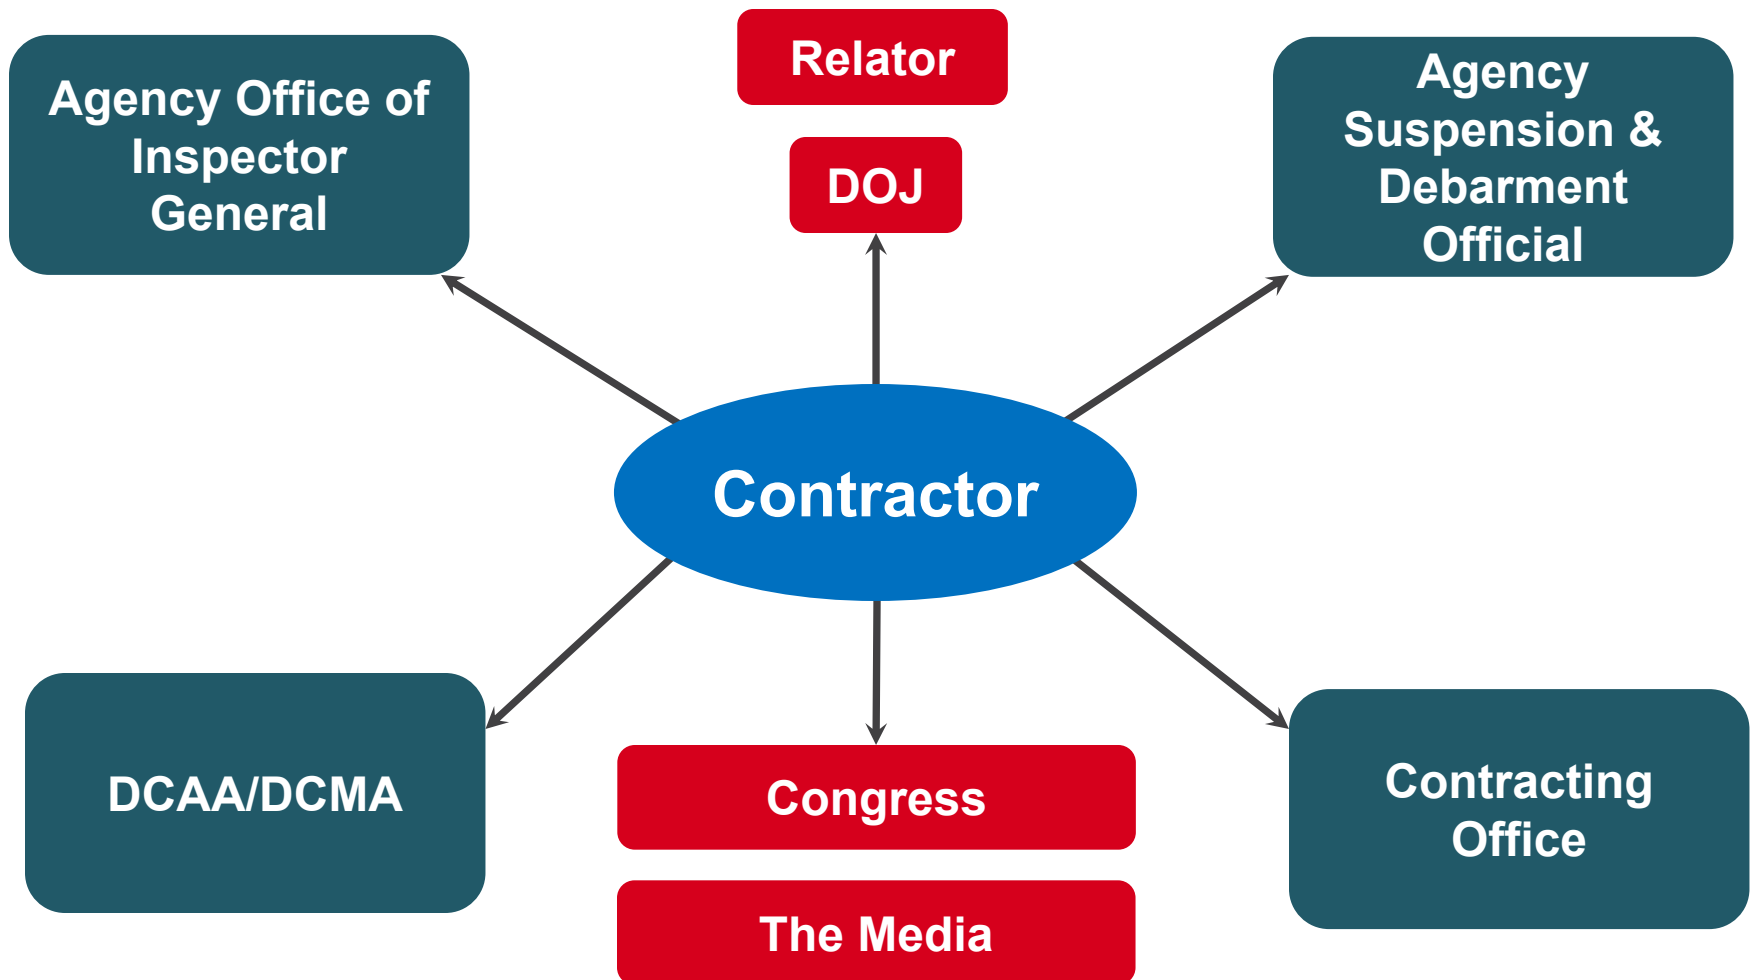 Relator
Agency Office of
Inspector
General
DOJ
Agency
Suspension &
Debarment
Official
Contractor
DCAA/DCMA
Congress
Contracting
Office
The Media